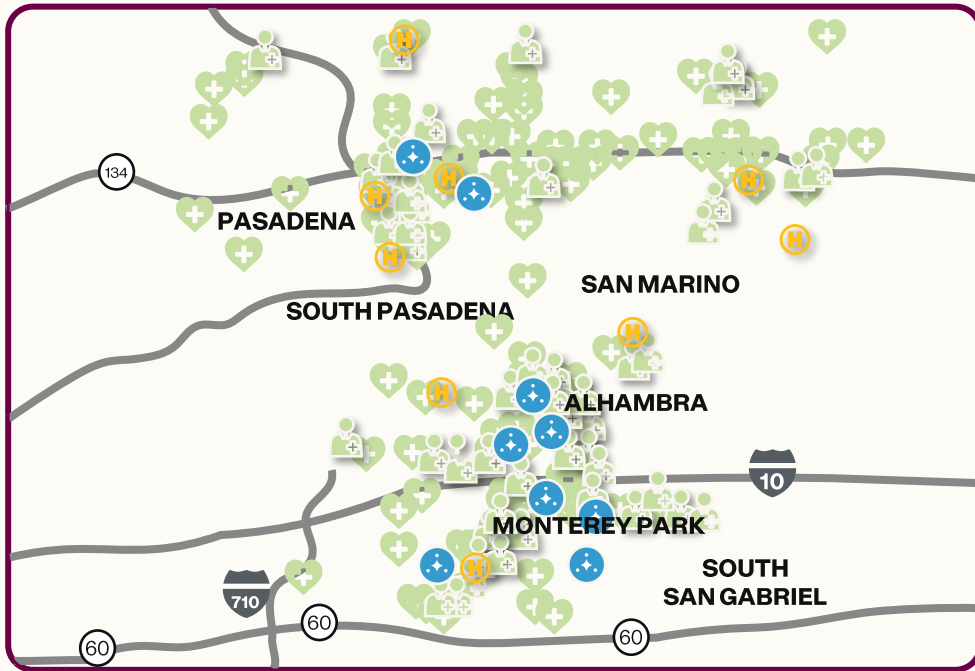 H
134
H
H
H
PASADENA
H
H
SAN MARINO
SOUTH PASADENA
H
H
ALHAMBRA
10
MONTEREY PARK
H
SOUTH
SAN GABRIEL
710
60
60
60